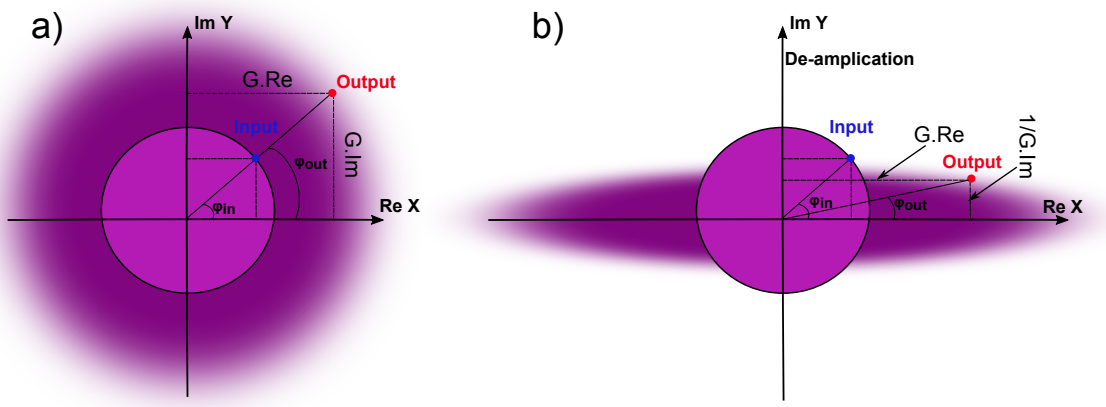 a)
Im Y
G.Re
Output
Input
G.Im
φout
φin
Re X
b)
Im Y
De-amplication
Input
G.Re
1/G.Im
Output
φin
φout
Re X